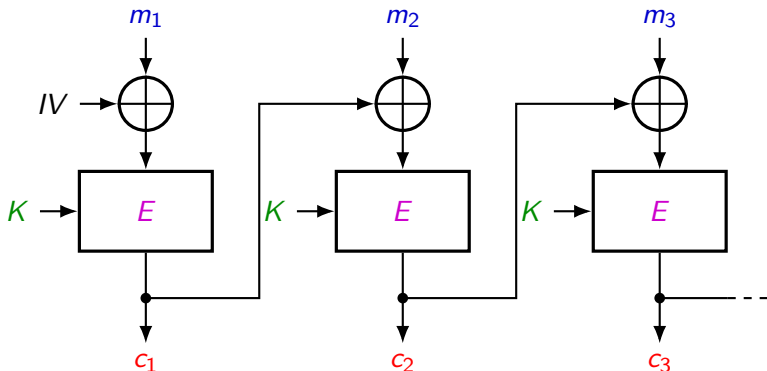 m₁ m₂ m₃
IV
K E K E K E
c₁ c₂ c₃